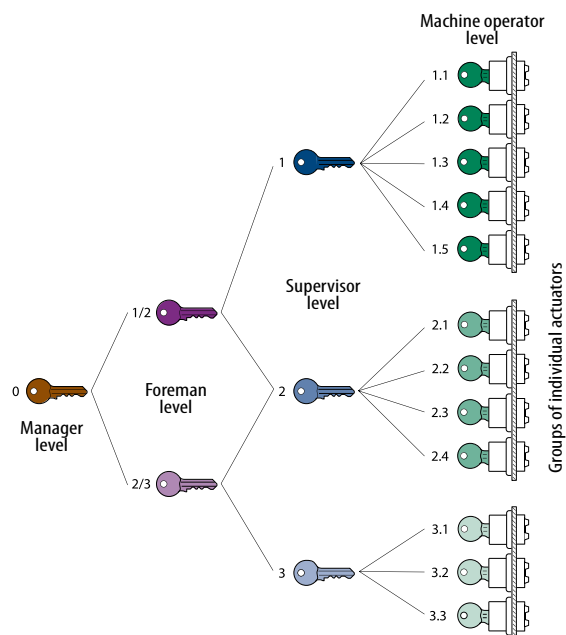 Machine operator
level
1.1
1.2
1
1.3
1.4
1.5
Supervisor
level
1/2
2.1
2.2
0
2
Foreman
level
2.3
Manager
level
2.4
2/3
3.1
3
3.2
3.3
Groups of individual actuators